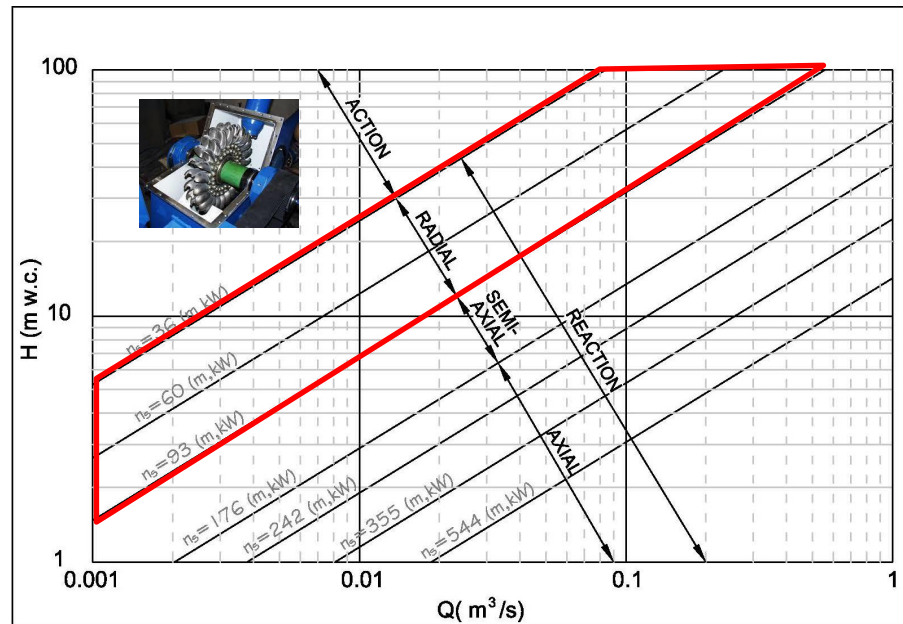 100
10
1
H (m w.c.)
0.001
0.01
0.1
1
Q( m³/s)
ACTION
RADIAL
SEMI-
AXIAL
AXIAL
REACTION
nₛ=36 (m,kW)
nₛ=60 (m,kW)
nₛ=93 (m,kW)
nₛ=176 (m,kW)
nₛ=242 (m,kW)
nₛ=355 (m,kW)
nₛ=544 (m,kW)